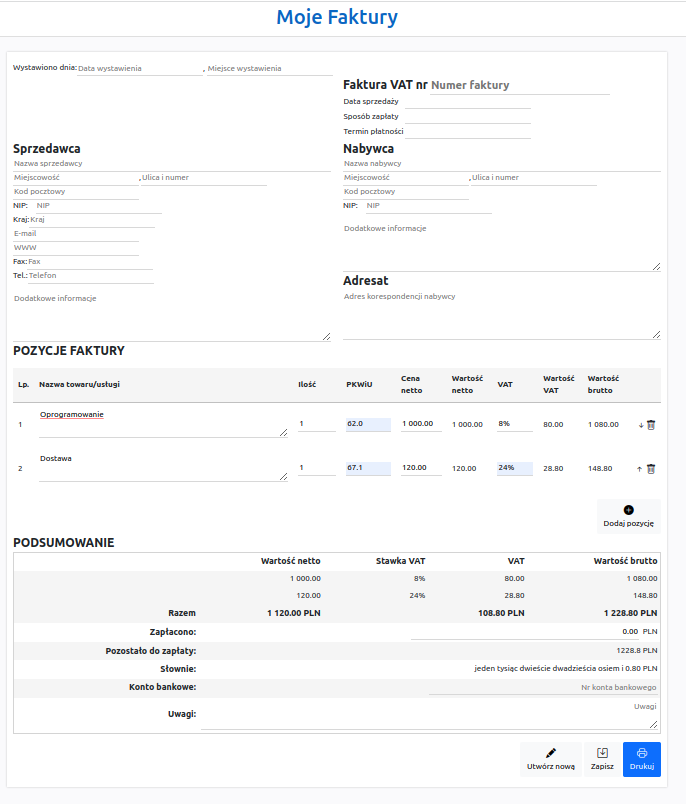 Moje Faktury
Wystawiono dnia: Data wystawienia , Miejsce wystawienia
Faktura VAT nr Numer faktury
Data sprzedaży
Sposób zapłaty
Termin płatności
Sprzedawca
Nazwa sprzedawcy
Miejscowość , Ulica i numer
Kod pocztowy
NIP: NIP
Kraj: Kraj
E-mail
WWW
Fax: Fax
Tel.: Telefon
Dodatkowe informacje
Nabywca
Nazwa nabywcy
Miejscowość , Ulica i numer
Kod pocztowy
NIP: NIP
Dodatkowe informacje
Adresat
Adres korespondencji nabywcy
POZYCJE FAKTURY
Lp. Nazwa towaru/usługi Ilość PKWiU Cena netto Wartość netto VAT Wartość VAT Wartość brutto
1 Oprogramowanie 1 62.0 1 000.00 1 000.00 8% 80.00 1 080.00 ↓
2 Dostawa 1 67.1 120.00 120.00 24% 28.80 148.80 ↑
Dodaj pozycję
PODSUMOWANIE
Wartość netto Stawka VAT VAT Wartość brutto
1 000.00 8% 80.00 1 080.00
120.00 24% 28.80 148.80
Razem 1 120.00 PLN 108.80 PLN 1 228.80 PLN
Zapłacono: 0.00 PLN
Pozostało do zapłaty: 1228.8 PLN
Słownie: jeden tysiąc dwieście dwadzieścia osiem i 0.80 PLN
Konto bankowe: Nr konta bankowego
Uwagi: Uwagi
Utwórz nową Zapisz Drukuj